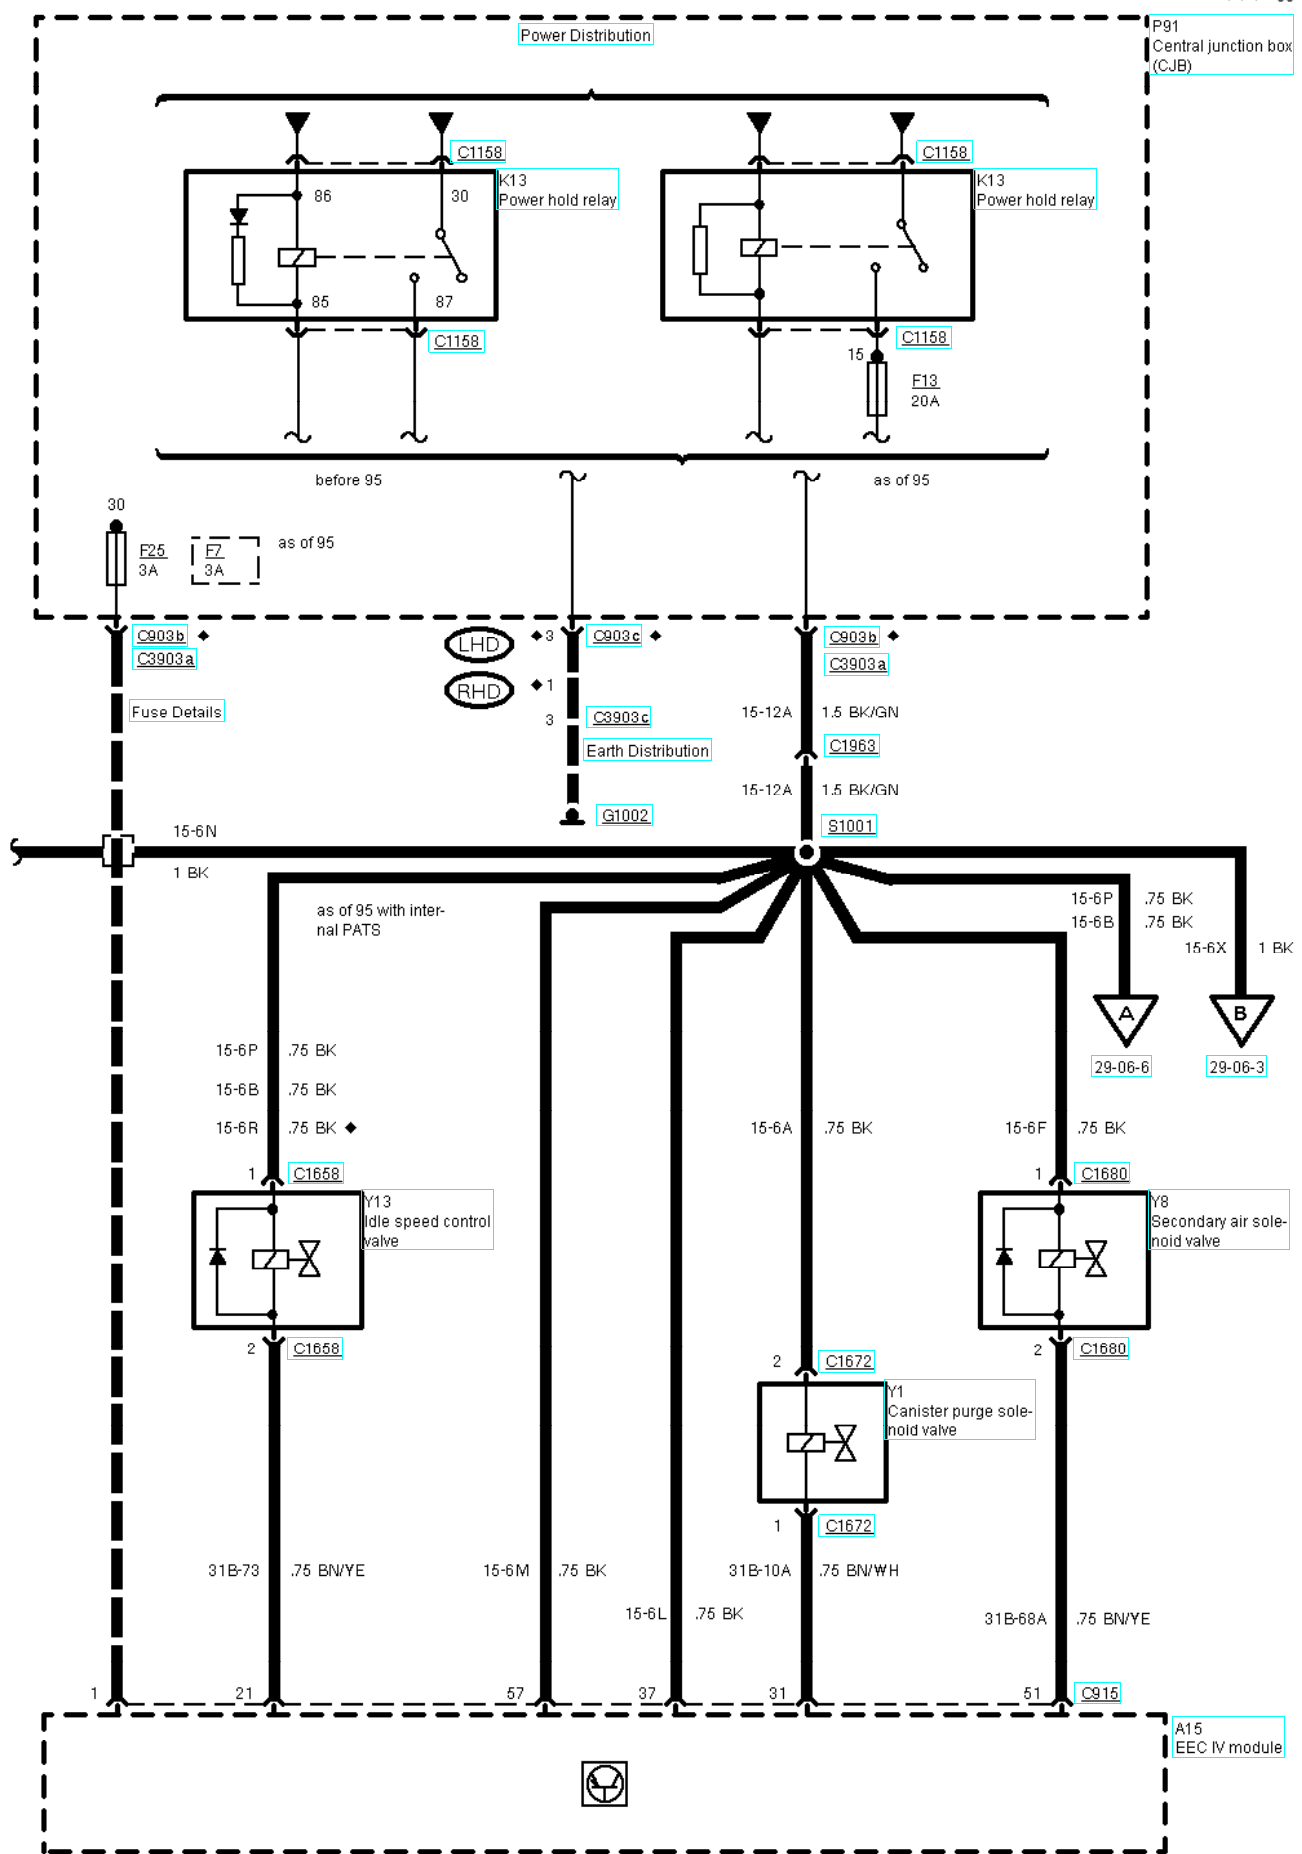 Power Distribution
P91
Central junction box
(CJB)
C1158
C1158
K13
Power hold relay
K13
Power hold relay
86
30
85
87
C1158
C1158
15
F13
20A
before 95
as of 95
30
F25
3A
F7
3A
as of 95
C903b
C3903a
LHD
3
C903c
RHD
1
3
C3903c
C903b
C3903a
Fuse Details
Earth Distribution
15-12A
1.5 BK/GN
C1963
15-12A
1.5 BK/GN
G1002
S1001
15-6N
1 BK
as of 95 with inter-
nal PATS
15-6P
.75 BK
15-6B
.75 BK
15-6X
1 BK
A
B
29-06-6
29-06-3
15-6P
.75 BK
15-6B
.75 BK
15-6R
.75 BK
15-6A
.75 BK
15-6F
.75 BK
1
C1658
1
C1680
Y13
Idle speed control
valve
Y8
Secondary air sole-
noid valve
2
C1658
2
C1672
2
C1680
Y1
Canister purge sole-
noid valve
1
C1672
31B-73
.75 BN/YE
15-6M
.75 BK
31B-10A
.75 BN/WH
15-6L
.75 BK
31B-68A
.75 BN/YE
1
21
57
37
31
51
C915
A15
EEC IV module